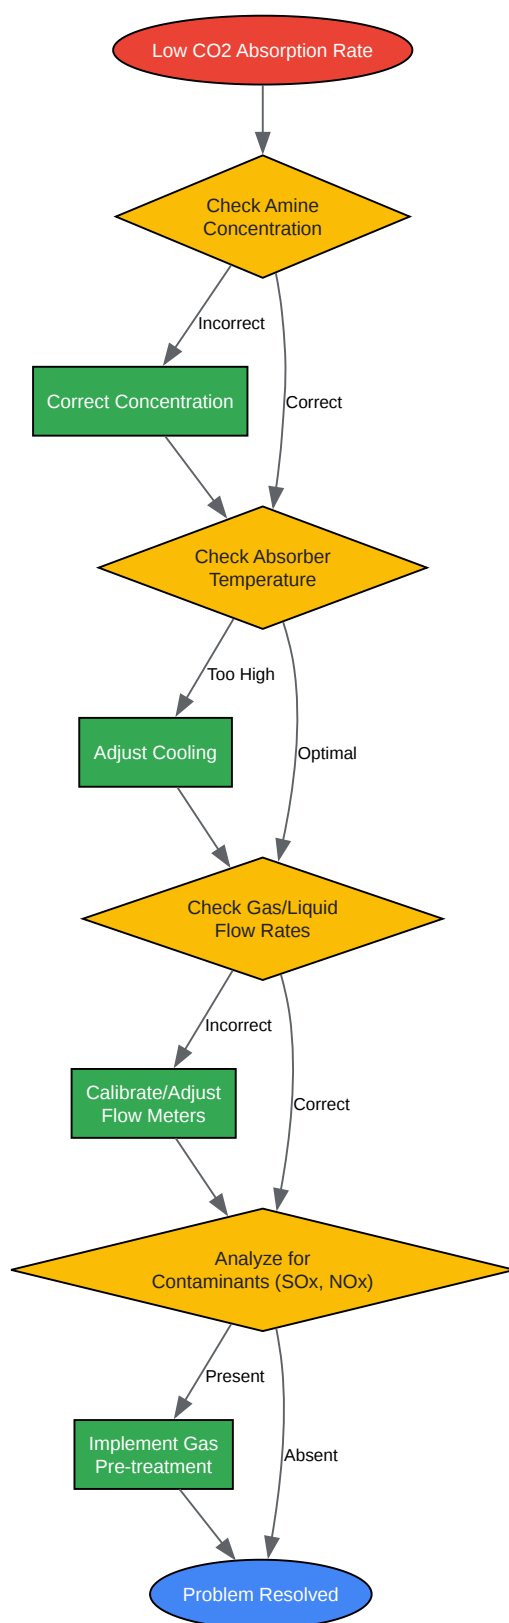 Low CO2 Absorption Rate
Check Amine
Concentration
Incorrect
Correct Concentration
Correct
Check Absorber
Temperature
Too High
Adjust Cooling
Optimal
Check Gas/Liquid
Flow Rates
Incorrect
Calibrate/Adjust
Flow Meters
Correct
Analyze for
Contaminants (SOx, NOx)
Present
Implement Gas
Pre-treatment
Absent
Problem Resolved